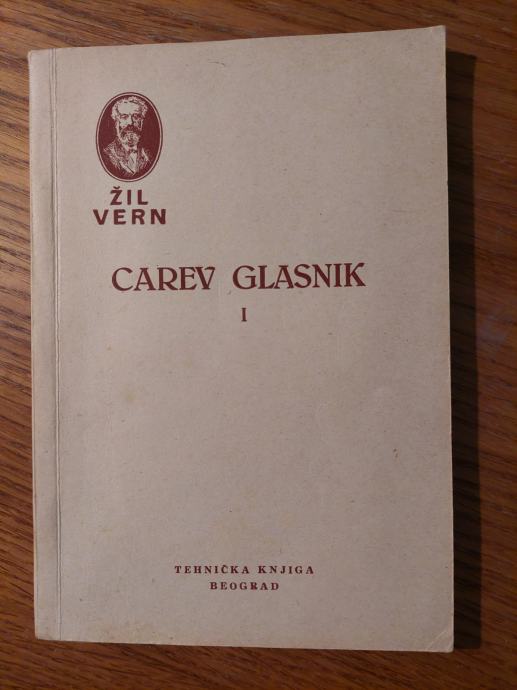 ŽIL
VERN
CAREV GLASNIK
I
TEHNIČKA KNJIGA
BEOGRAD